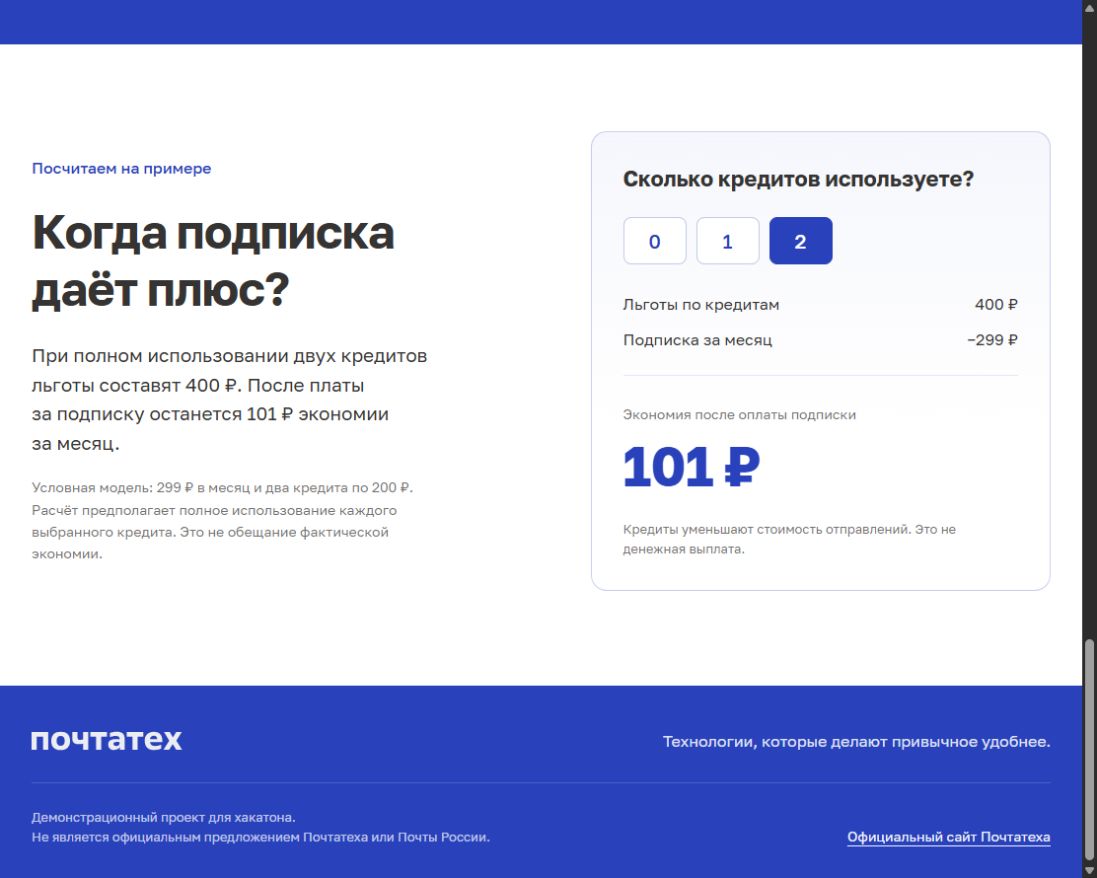 Посчитаем на примере
Когда подписка
даёт плюс?
При полном использовании двух кредитов
льготы составят 400 ₽. После платы
за подписку останется 101 ₽ экономии
за месяц.
Условная модель: 299 ₽ в месяц и два кредита по 200 ₽.
Расчёт предполагает полное использование каждого
выбранного кредита. Это не обещание фактической
экономии.
Сколько кредитов используете?
0 1 2
Льготы по кредитам 400 ₽
Подписка за месяц −299 ₽
Экономия после оплаты подписки
101 ₽
Кредиты уменьшают стоимость отправлений. Это не
денежная выплата.
почтатех
Технологии, которые делают привычное удобнее.
Демонстрационный проект для хакатона.
Не является официальным предложением Почтатеха или Почты России.
Официальный сайт Почтатеха